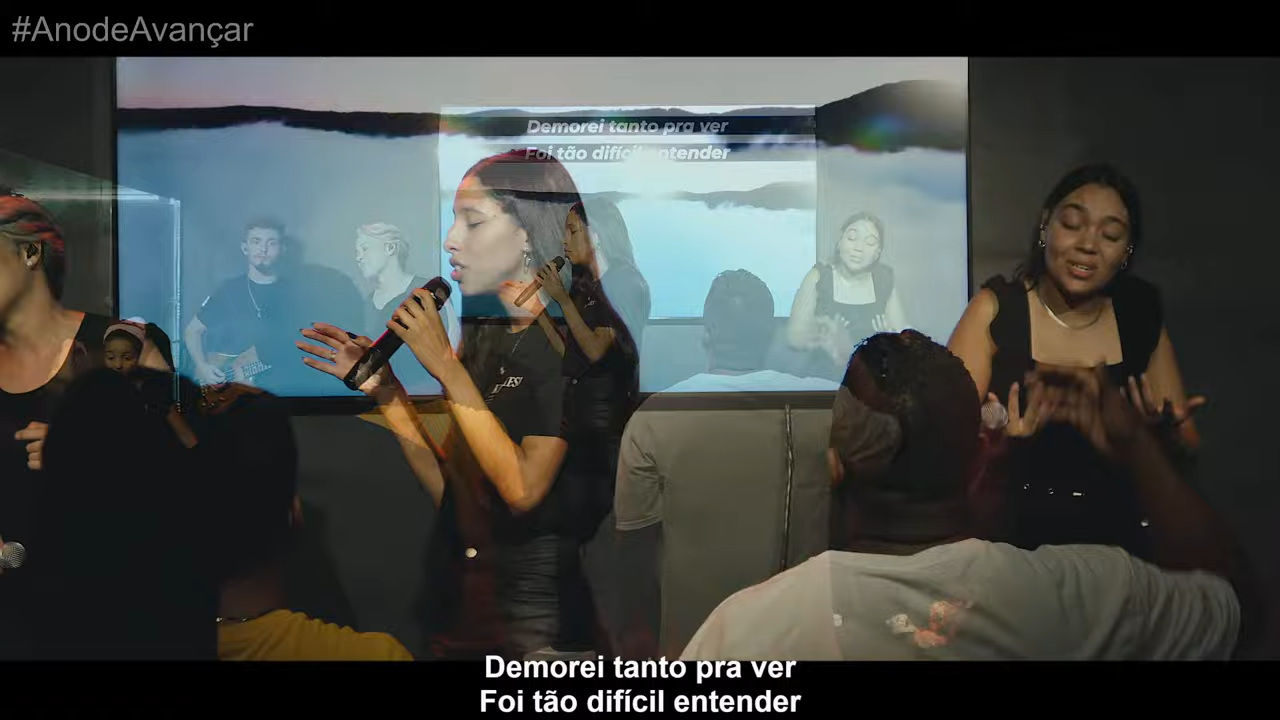 #AnodeAvançar
Demorei tanto pra ver
Foi tão difícil entender
Demorei tanto pra ver
Foi tão difícil entender